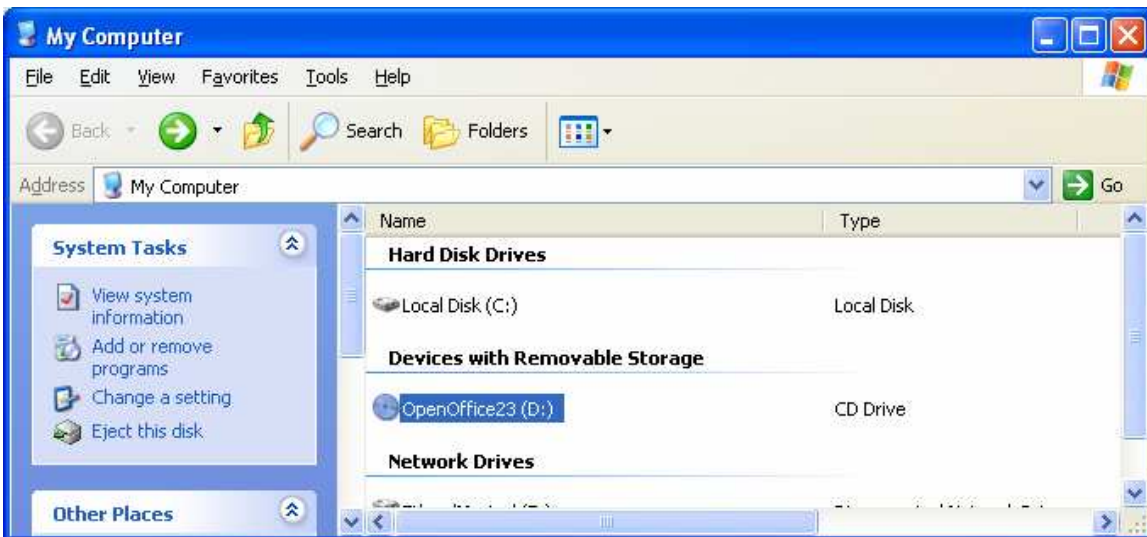 My Computer
File Edit View Favorites Tools Help
Back Search Folders
Address My Computer Go
System Tasks
View system
information
Add or remove
programs
Change a setting
Eject this disk
Other Places
Name Type
Hard Disk Drives
Local Disk (C:) Local Disk
Devices with Removable Storage
OpenOffice23 (D:) CD Drive
Network Drives